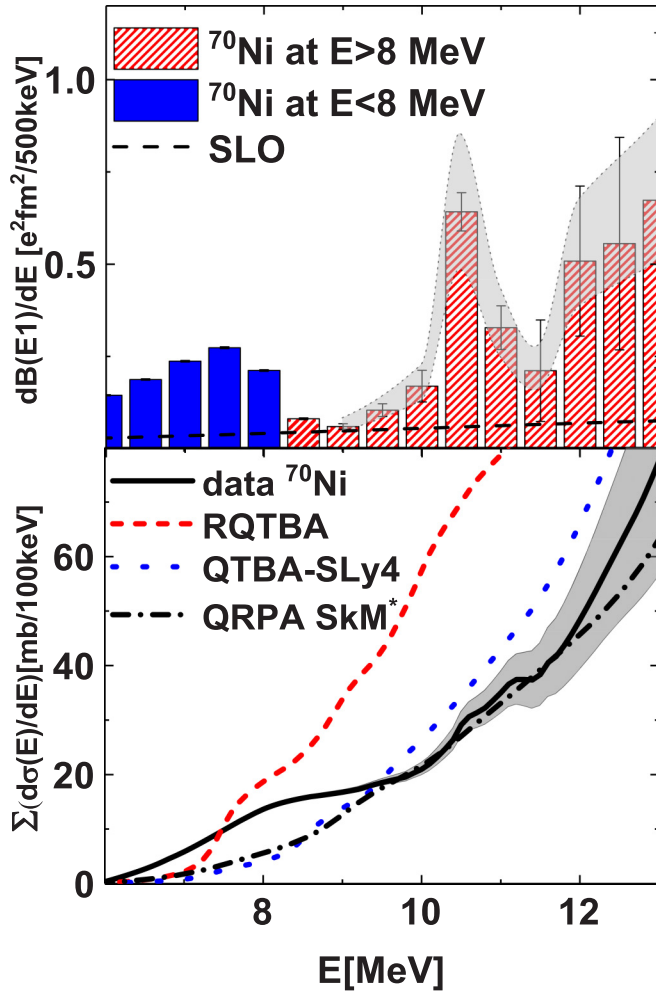 ⁷⁰Ni at E>8 MeV
⁷⁰Ni at E<8 MeV
SLO
1.0
0.5
dB(E1)/dE [e²fm²/500keV]
data ⁷⁰Ni
RQTBA
QTBA-SLy4
QRPA SkM*
60
40
20
0
Σ(dσ(E)/dE)[mb/100keV]
8
10
12
E[MeV]